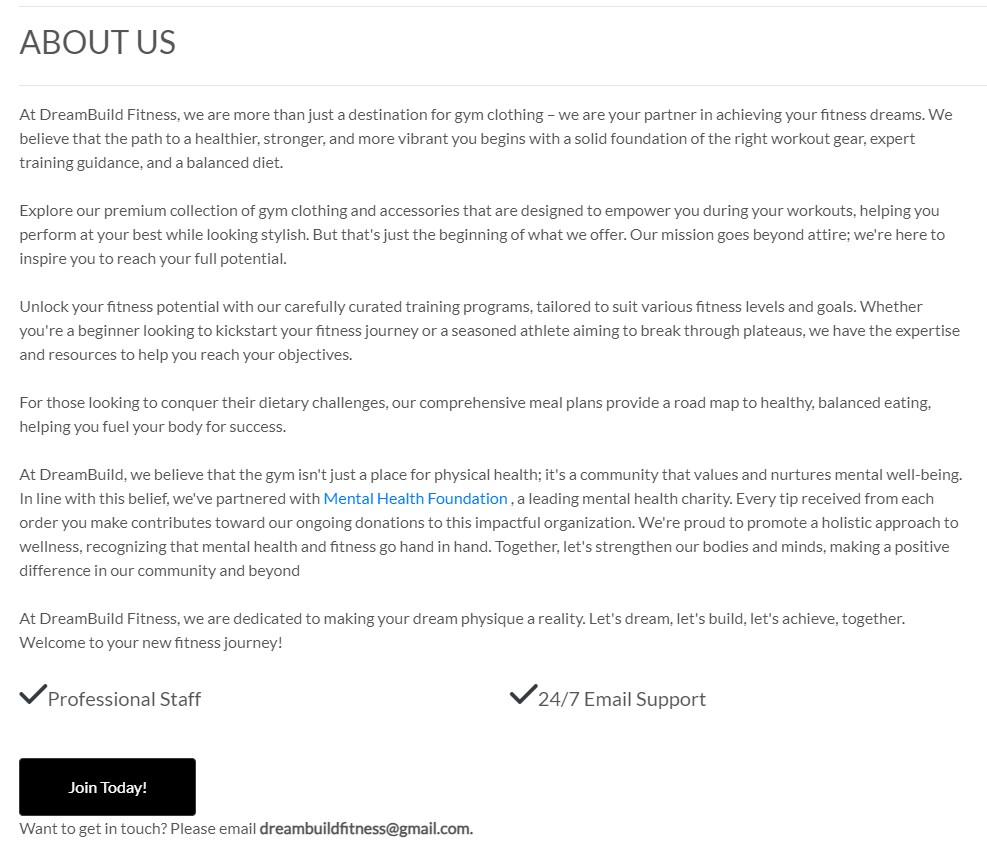 ABOUT US
At DreamBuild Fitness, we are more than just a destination for gym clothing – we are your partner in achieving your fitness dreams. We
believe that the path to a healthier, stronger, and more vibrant you begins with a solid foundation of the right workout gear, expert
training guidance, and a balanced diet.
Explore our premium collection of gym clothing and accessories that are designed to empower you during your workouts, helping you
perform at your best while looking stylish. But that's just the beginning of what we offer. Our mission goes beyond attire; we're here to
inspire you to reach your full potential.
Unlock your fitness potential with our carefully curated training programs, tailored to suit various fitness levels and goals. Whether
you're a beginner looking to kickstart your fitness journey or a seasoned athlete aiming to break through plateaus, we have the expertise
and resources to help you reach your objectives.
For those looking to conquer their dietary challenges, our comprehensive meal plans provide a road map to healthy, balanced eating,
helping you fuel your body for success.
At DreamBuild, we believe that the gym isn't just a place for physical health; it's a community that values and nurtures mental well-being.
In line with this belief, we've partnered with Mental Health Foundation , a leading mental health charity. Every tip received from each
order you make contributes toward our ongoing donations to this impactful organization. We're proud to promote a holistic approach to
wellness, recognizing that mental health and fitness go hand in hand. Together, let's strengthen our bodies and minds, making a positive
difference in our community and beyond
At DreamBuild Fitness, we are dedicated to making your dream physique a reality. Let's dream, let's build, let's achieve, together.
Welcome to your new fitness journey!
Professional Staff
24/7 Email Support
Join Today!
Want to get in touch? Please email dreambuildfitness@gmail.com.